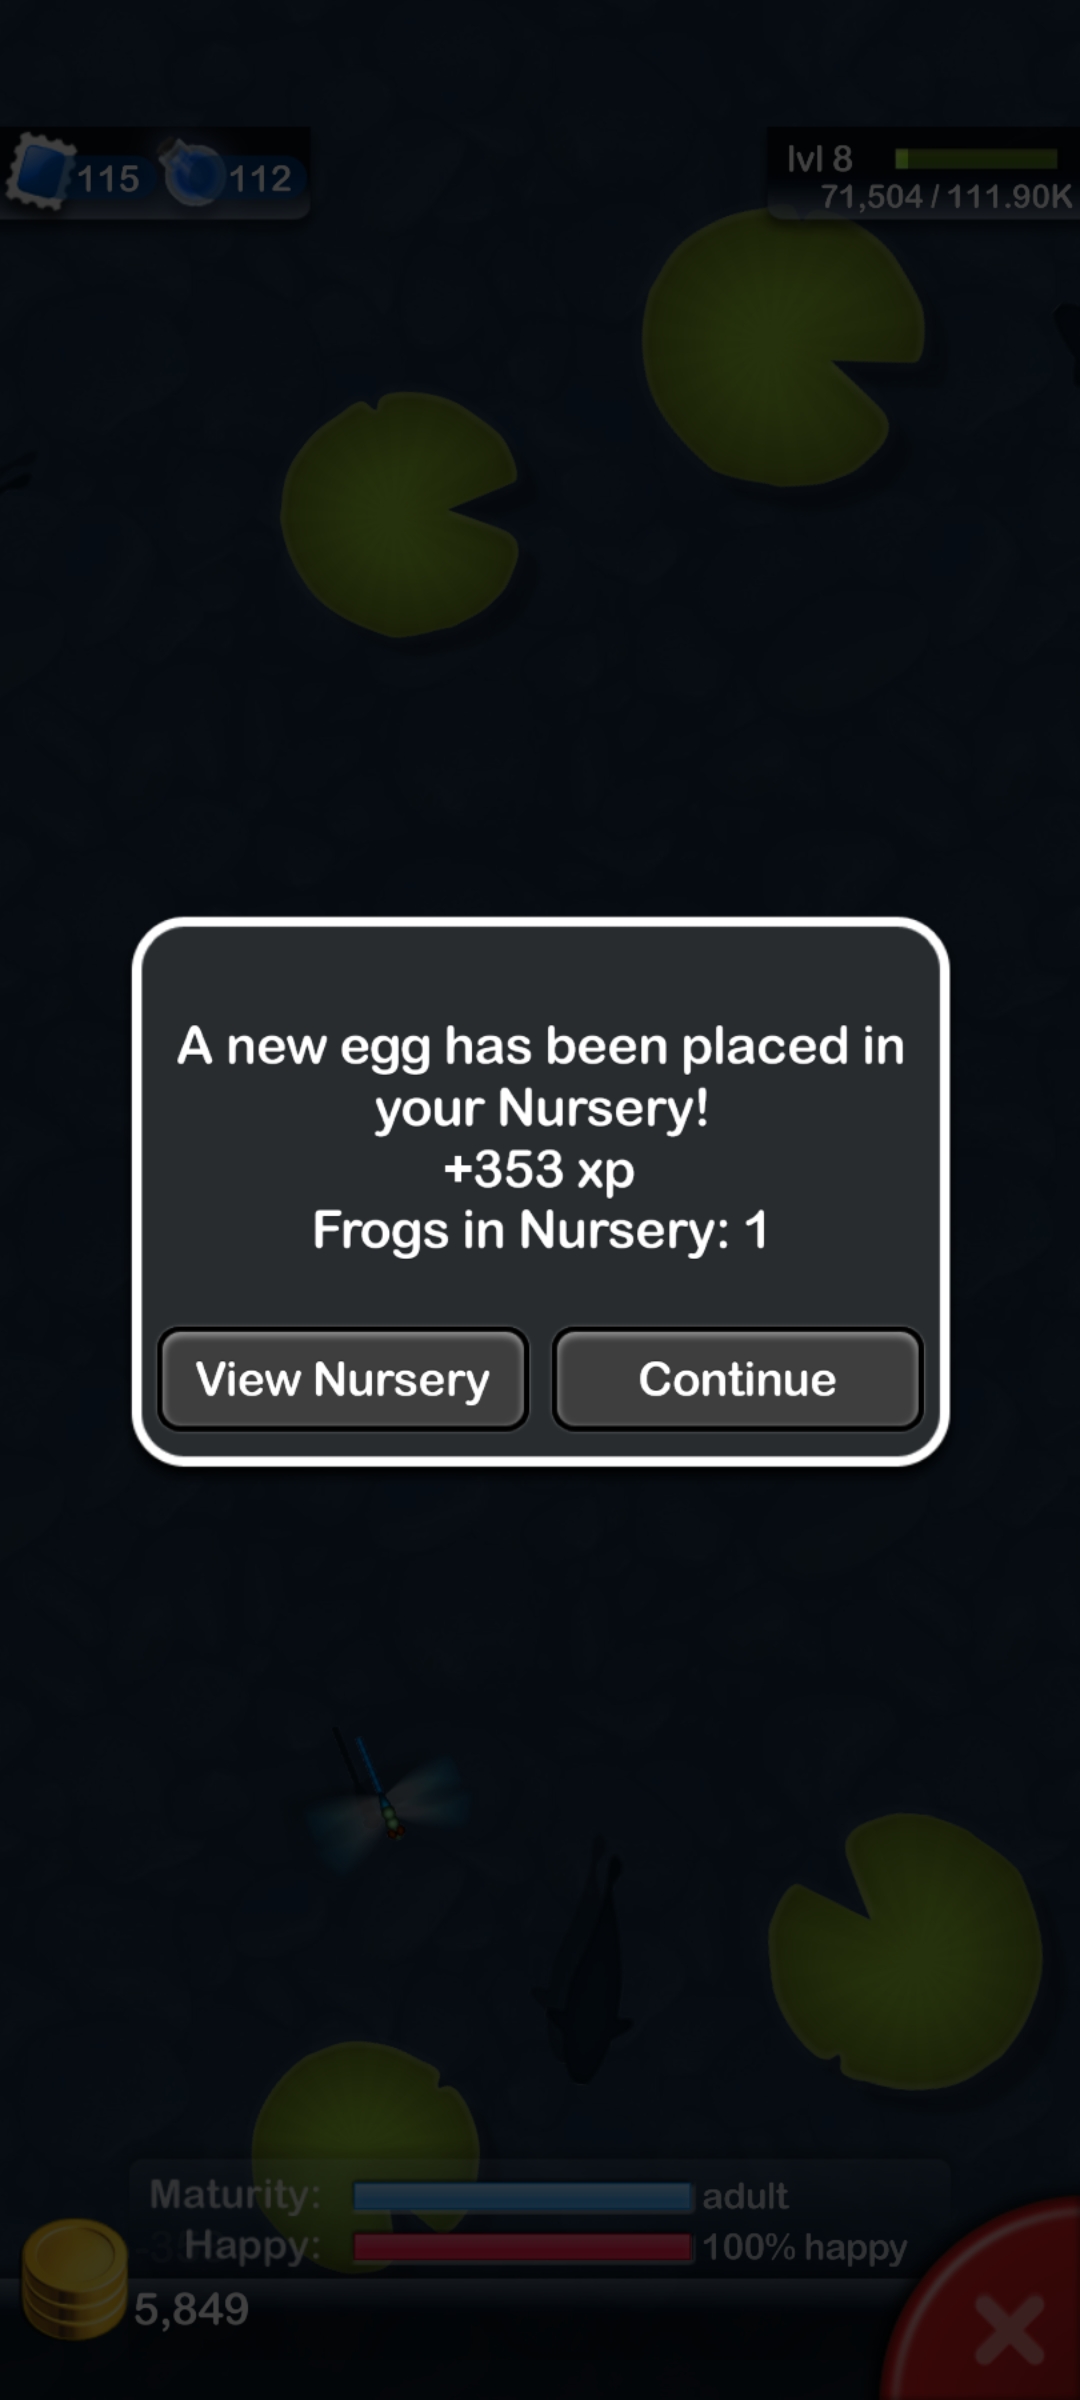 115 112
lvl 8
71,504 / 111.90K
A new egg has been placed in
your Nursery!
+353 xp
Frogs in Nursery: 1
View Nursery Continue
Maturity: adult
Happy: 100% happy
5,849